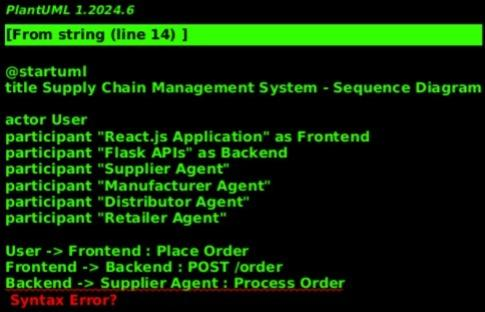 PlantUML 1.2024.6
[From string (line 14) ]
@startuml
title Supply Chain Management System - Sequence Diagram
actor User
participant "React.js Application" as Frontend
participant "Flask APIs" as Backend
participant "Supplier Agent"
participant "Manufacturer Agent"
participant "Distributor Agent"
participant "Retailer Agent"
User -> Frontend : Place Order
Frontend -> Backend : POST /order
Backend -> Supplier Agent : Process Order
Syntax Error?